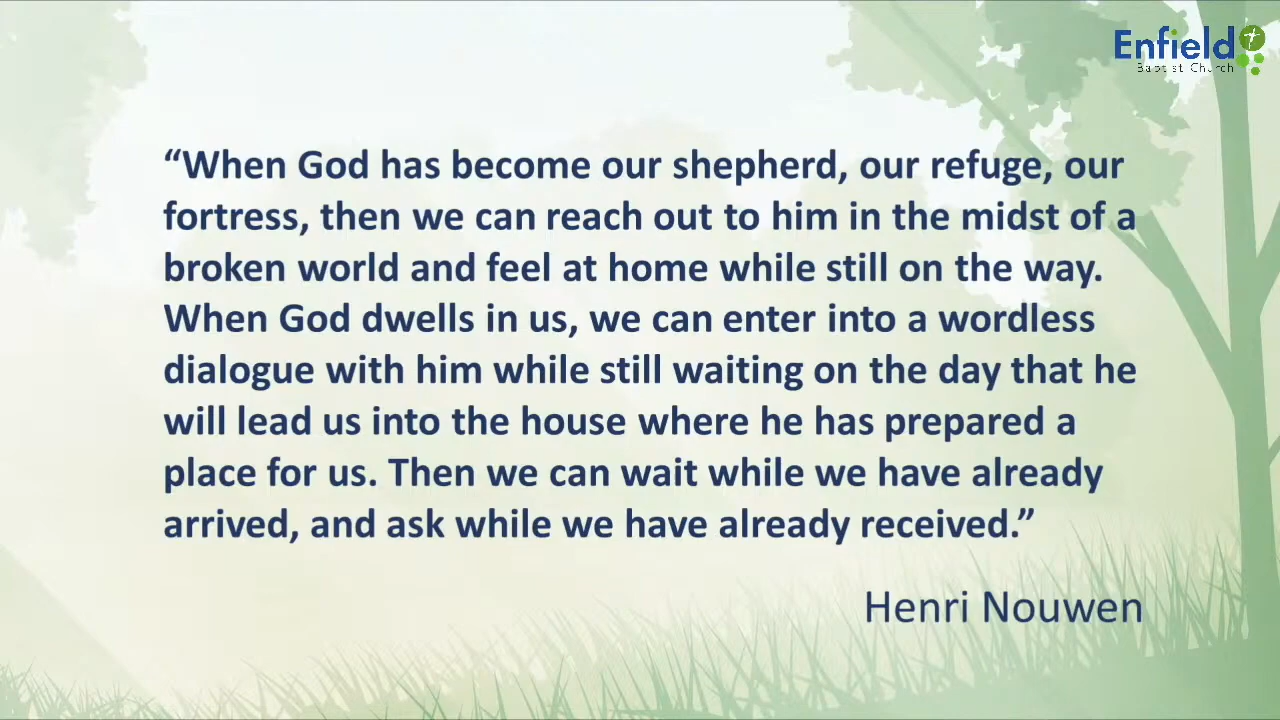 Enfield
Baptist Church
“When God has become our shepherd, our refuge, our
fortress, then we can reach out to him in the midst of a
broken world and feel at home while still on the way.
When God dwells in us, we can enter into a wordless
dialogue with him while still waiting on the day that he
will lead us into the house where he has prepared a
place for us. Then we can wait while we have already
arrived, and ask while we have already received.”
Henri Nouwen